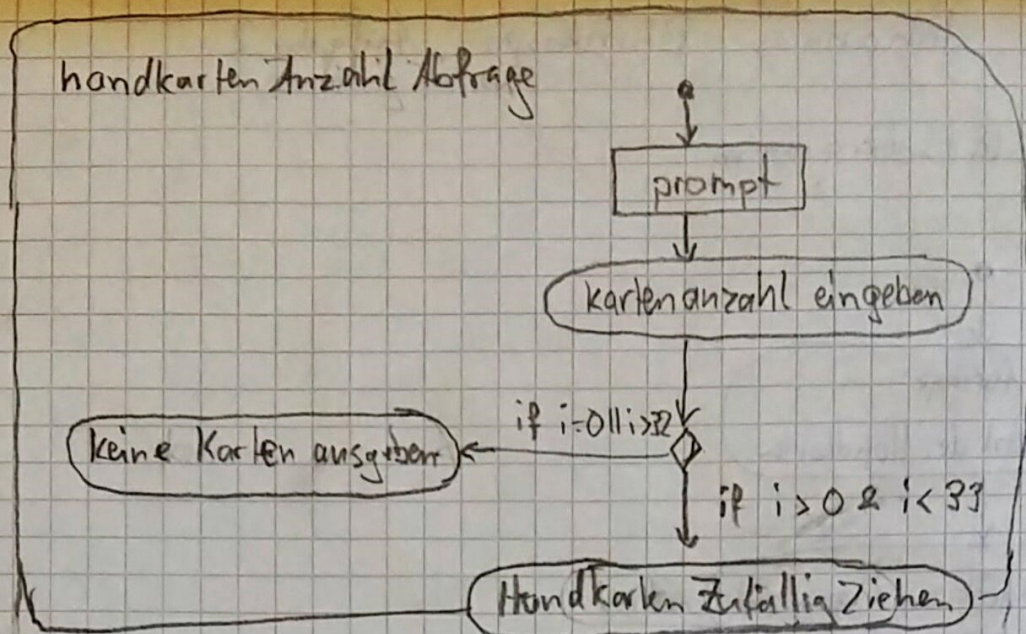 handkarten Anzahl Abfrage
prompt
kartenanzahl eingeben
if i=0||i>32
keine Karten ausgeben
if i>0 & i<33
Handkarten Zufällig Ziehen